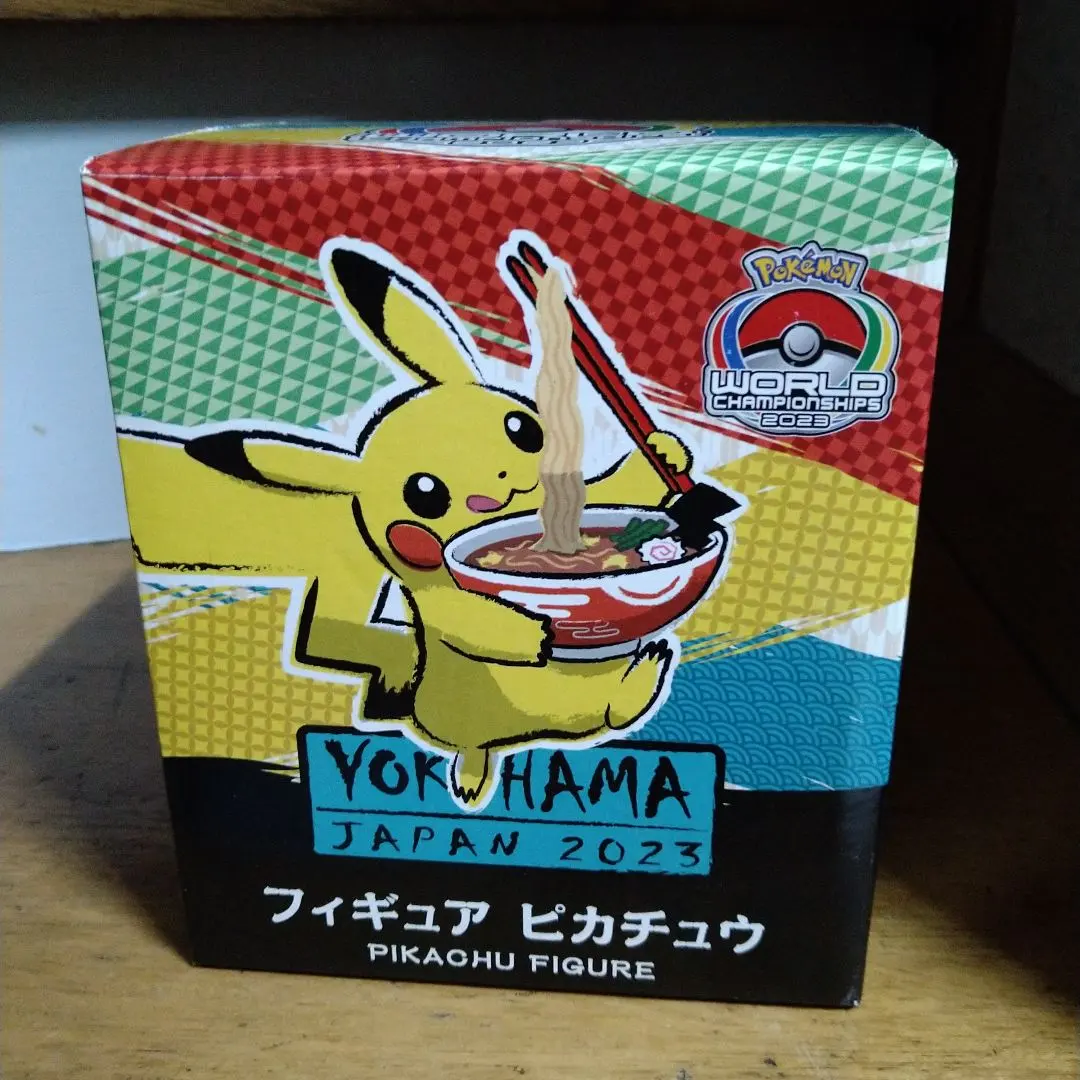 POKÉMON
WORLD
CHAMPIONSHIPS
2023
YOKOHAMA
JAPAN 2023
フィギュア ピカチュウ
PIKACHU FIGURE